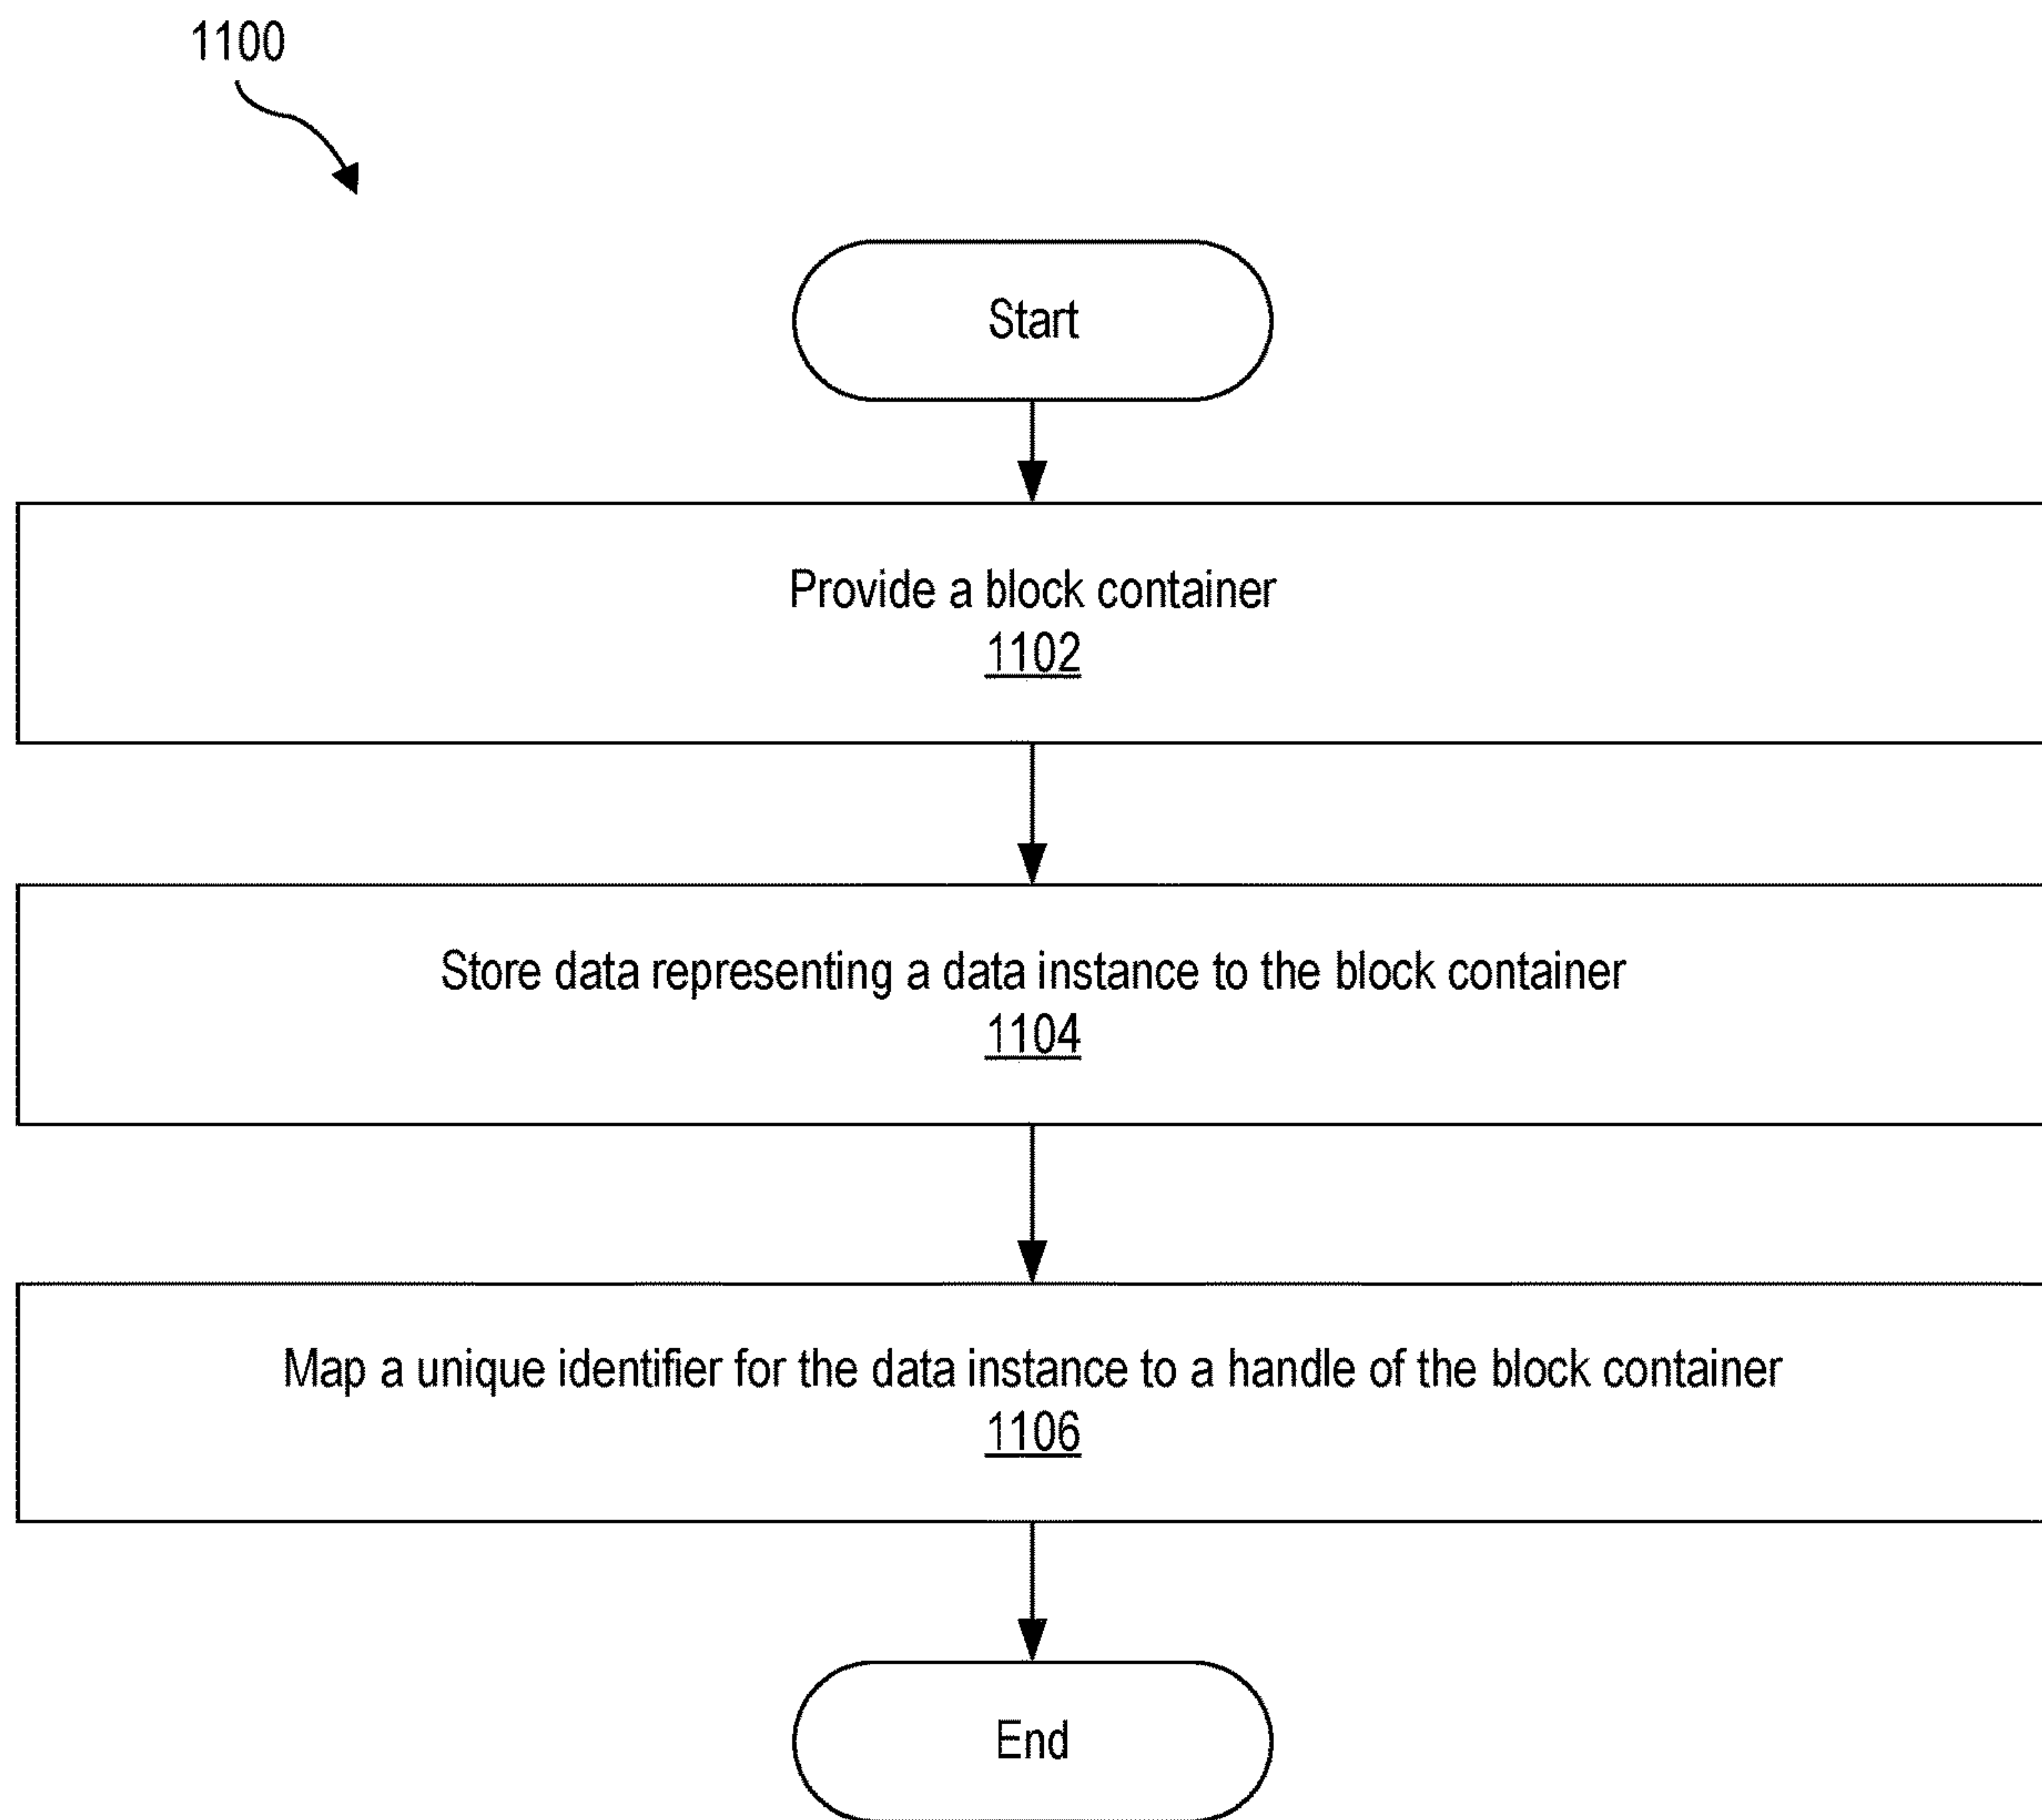 1100
Start
Provide a block container
1102
Store data representing a data instance to the block container
1104
Map a unique identifier for the data instance to a handle of the block container
1106
End